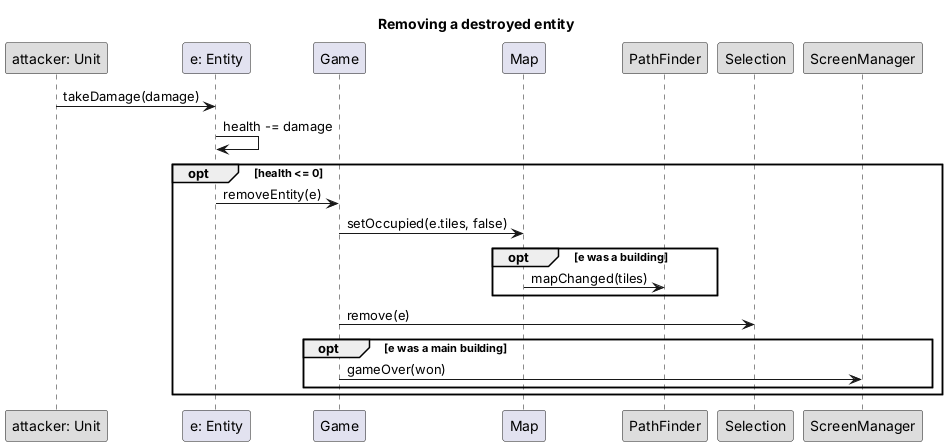 Removing a destroyed entity
attacker: Unit
e: Entity
Game
Map
PathFinder
Selection
ScreenManager
takeDamage(damage)
health -= damage
opt [health <= 0]
removeEntity(e)
setOccupied(e.tiles, false)
opt [e was a building]
mapChanged(tiles)
remove(e)
opt [e was a main building]
gameOver(won)
attacker: Unit
e: Entity
Game
Map
PathFinder
Selection
ScreenManager